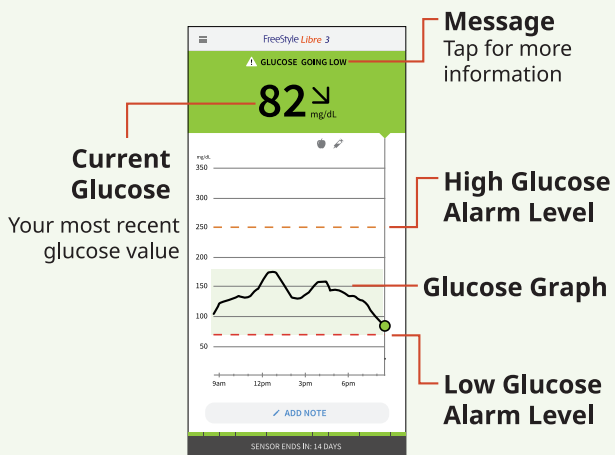 Message
Tap for more
information
FreeStyle Libre 3
GLUCOSE GOING LOW
82
mg/dL
Current
Glucose
Your most recent
glucose value
mg/dL
350
300
250
200
150
100
50
9am 12pm 3pm 6pm
High Glucose
Alarm Level
Glucose Graph
Low Glucose
Alarm Level
ADD NOTE
SENSOR ENDS IN: 14 DAYS